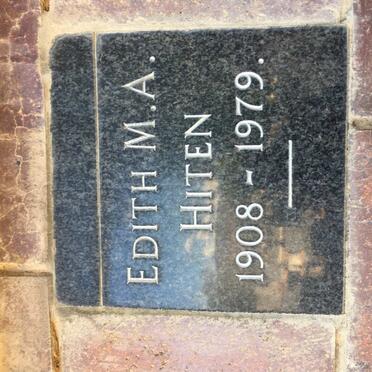 EDITH M.A.
HITEN
1908 - 1979.